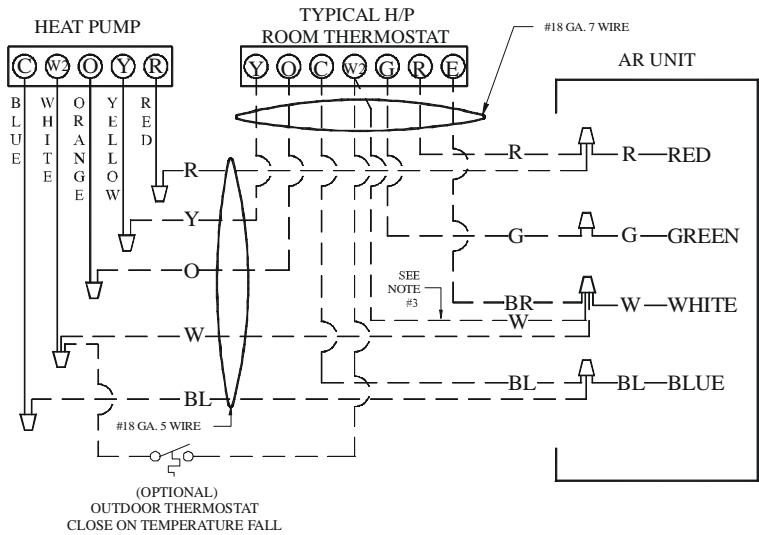 HEAT PUMP
C W2 O Y R
BLUE
WHITE
ORANGE
YELLOW
RED
TYPICAL H/P
ROOM THERMOSTAT
Y O C W2 G R E
#18 GA. 7 WIRE
AR UNIT
R
R RED
R
Y
G
G GREEN
O
SEE
NOTE
#3
BR
W
W WHITE
W
BL
BL BLUE
BL
#18 GA. 5 WIRE
(OPTIONAL)
OUTDOOR THERMOSTAT
CLOSE ON TEMPERATURE FALL